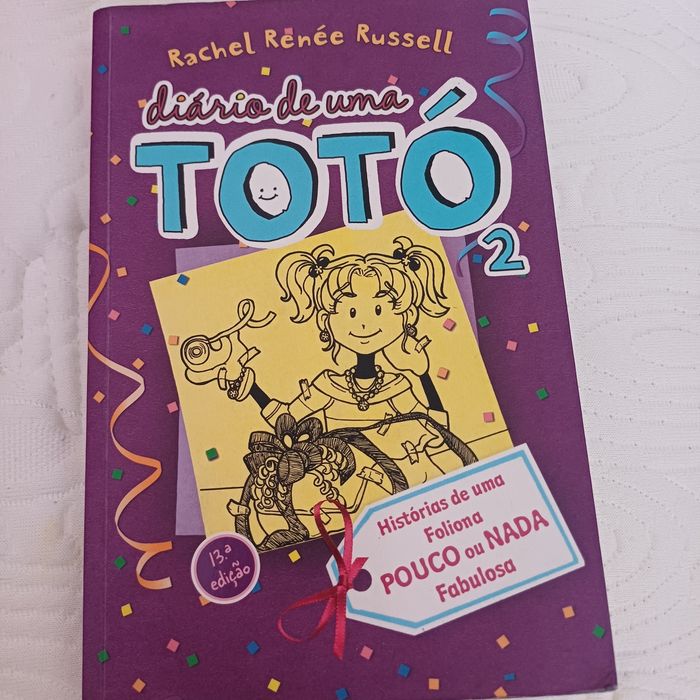 Rachel Renée Russell
diário de uma
TOTÓ
2
Histórias de uma
Foliona
POUCO ou NADA
Fabulosa
13.ª
edição